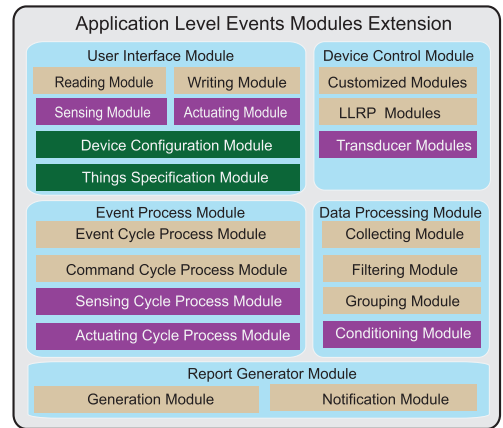 Application Level Events Modules Extension
User Interface Module
Reading Module
Writing Module
Sensing Module
Actuating Module
Device Configuration Module
Things Specification Module
Device Control Module
Customized Modules
LLRP Modules
Transducer Modules
Event Process Module
Event Cycle Process Module
Command Cycle Process Module
Sensing Cycle Process Module
Actuating Cycle Process Module
Data Processing Module
Collecting Module
Filtering Module
Grouping Module
Conditioning Module
Report Generator Module
Generation Module
Notification Module